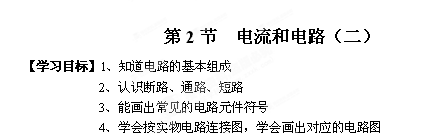 第2节 电流和电路（二）
【学习目标】1、知道电路的基本组成
2、认识断路、通路、短路
3、能画出常见的电路元件符号
4、学会按实物电路连接图，学会画出对应的电路图